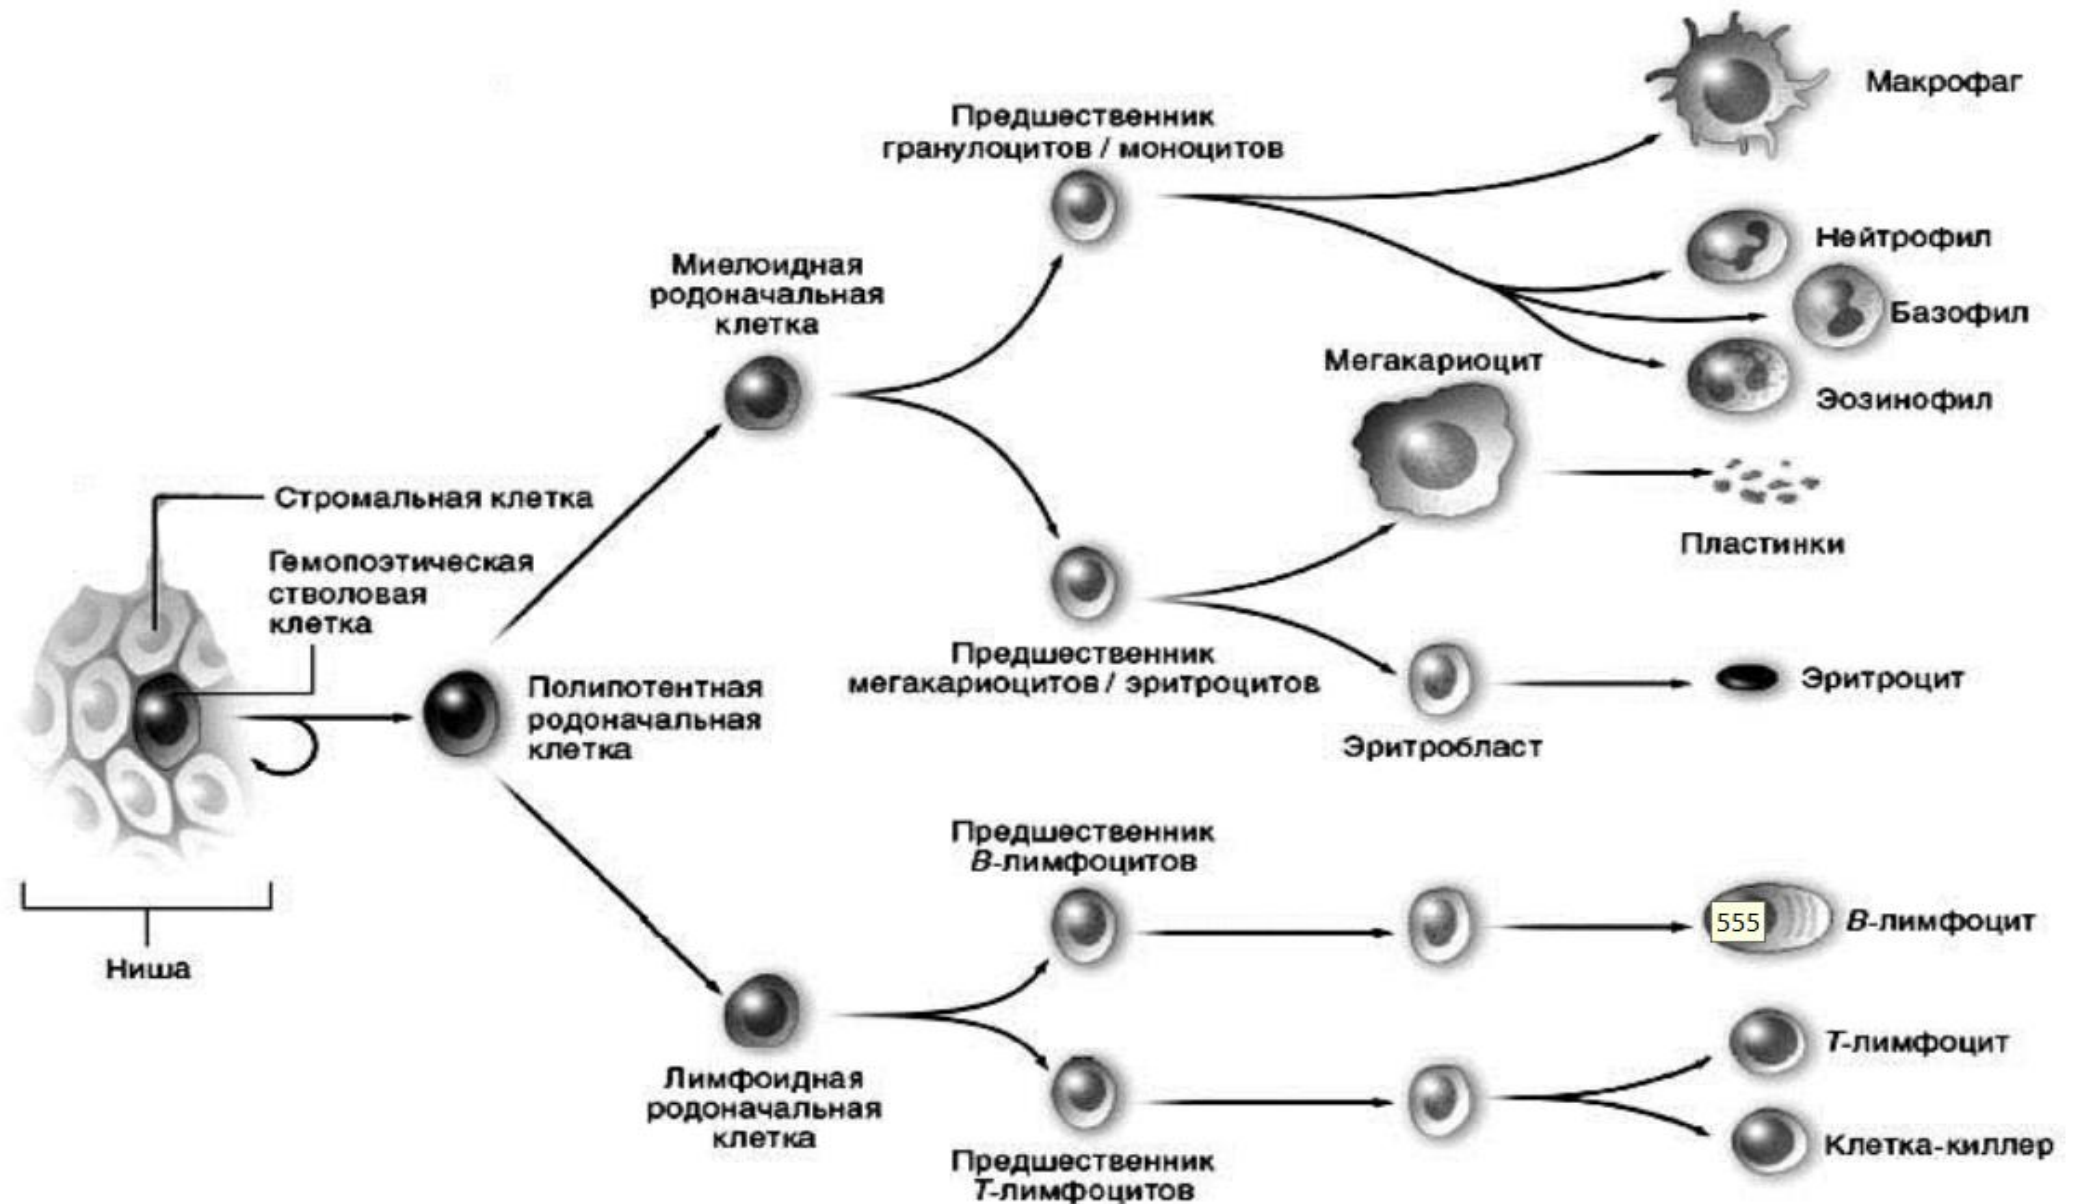 Макрофаг
Предшественник
гранулоцитов / моноцитов
Нейтрофил
Миелоидная
родоначальная
клетка
Базофил
Мегакариоцит
Эозинофил
Стромальная клетка
Пластинки
Гемопоэтическая
стволовая
клетка
Предшественник
мегакариоцитов / эритроцитов
Эритроцит
Полипотентная
родоначальная
клетка
Эритробласт
Предшественник
В-лимфоцитов
555
В-лимфоцит
Ниша
Т-лимфоцит
Лимфоидная
родоначальная
клетка
Клетка-киллер
Предшественник
Т-лимфоцитов